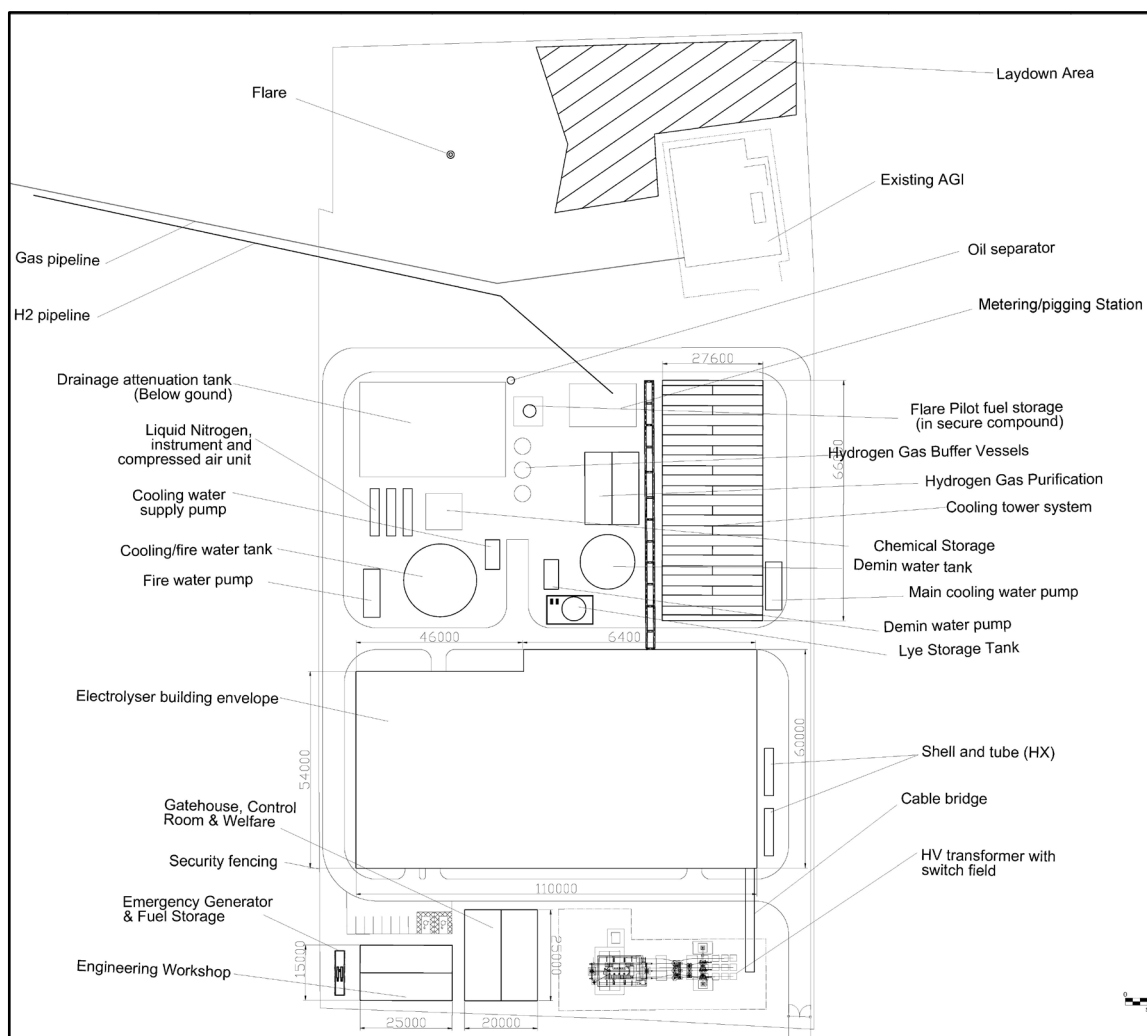 Laydown Area
Flare
Existing AGI
Oil separator
Gas pipeline
Metering/pigging Station
H2 pipeline
27600
Drainage attenuation tank
(Below gound)
Flare Pilot fuel storage
(in secure compound)
Liquid Nitrogen,
instrument and
compressed air unit
Hydrogen Gas Buffer Vessels
Hydrogen Gas Purification
Cooling water
supply pump
Cooling tower system
Chemical Storage
Cooling/fire water tank
Demin water tank
Fire water pump
Main cooling water pump
Demin water pump
46000
6400
Lye Storage Tank
Electrolyser building envelope
54000
60000
Shell and tube (HX)
Gatehouse, Control
Room & Welfare
Cable bridge
Security fencing
HV transformer with
switch field
110000
Emergency Generator
& Fuel Storage
15000
25000
Engineering Workshop
25000
20000
0